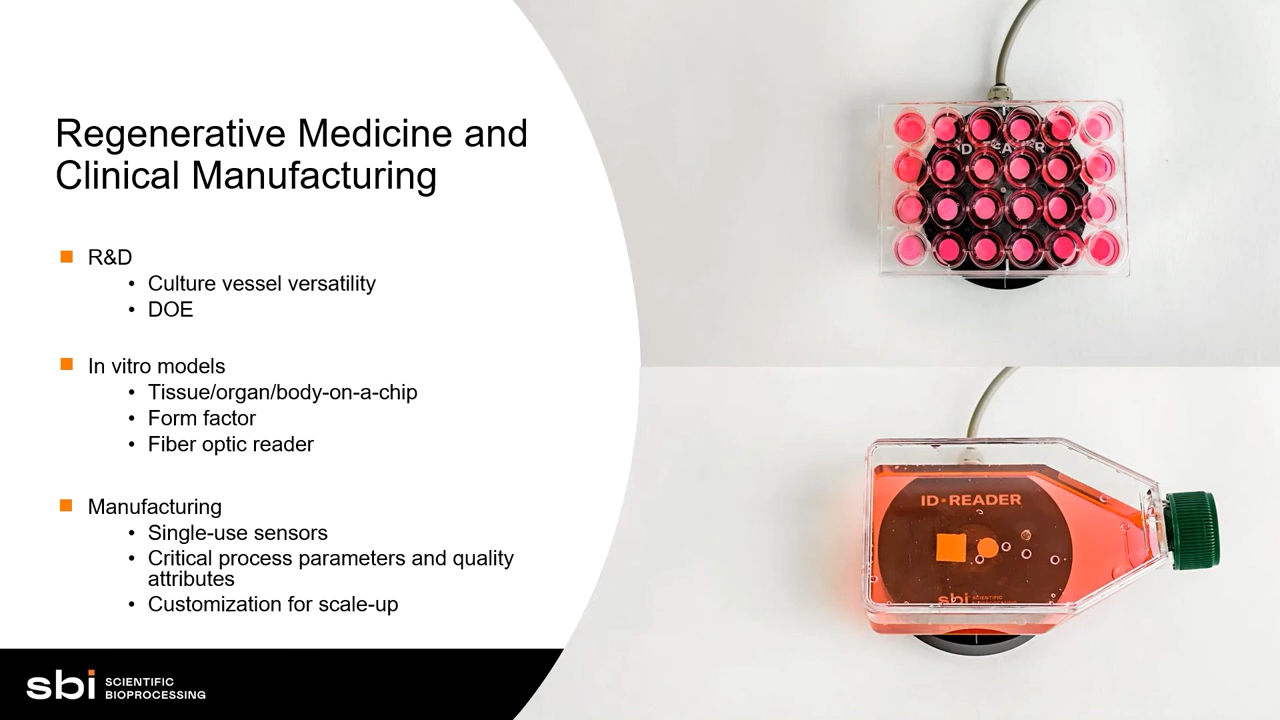 Regenerative Medicine and
Clinical Manufacturing
R&D
• Culture vessel versatility
• DOE
In vitro models
• Tissue/organ/body-on-a-chip
• Form factor
• Fiber optic reader
Manufacturing
• Single-use sensors
• Critical process parameters and quality
attributes
• Customization for scale-up
sbi SCIENTIFIC
BIOPROCESSING
ID·READER
sbi SCIENTIFIC